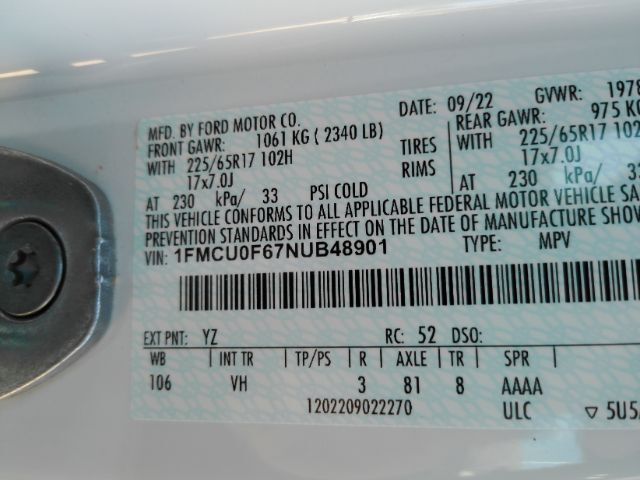 DATE: 09/22 GVWR: 1978
MFD. BY FORD MOTOR CO. REAR GAWR: 975 KG
FRONT GAWR: 1061 KG ( 2340 LB) WITH 225/65R17 102H
WITH 225/65R17 102H TIRES 17x7.0J
17x7.0J RIMS AT 230 kPa/ 33
AT 230 kPa/ 33 PSI COLD
THIS VEHICLE CONFORMS TO ALL APPLICABLE FEDERAL MOTOR VEHICLE SA
PREVENTION STANDARDS IN EFFECT ON THE DATE OF MANUFACTURE SHOW
VIN: 1FMCU0F67NUB48901 TYPE: MPV
EXT PNT: YZ RC: 52 DSO:
WB INT TR TP/PS R AXLE TR SPR
106 VH 3 81 8 AAAA
1202209022270 ULC ▽ 5U5